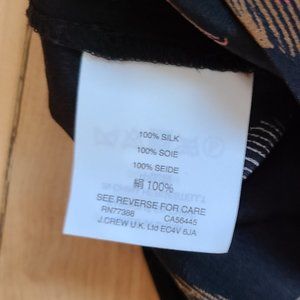 100% SILK
100% SOIE
100% SEIDE
絹 100%
SEE REVERSE FOR CARE
RN77388 CA56445
J.CREW U.K. Ltd EC4V 6JA